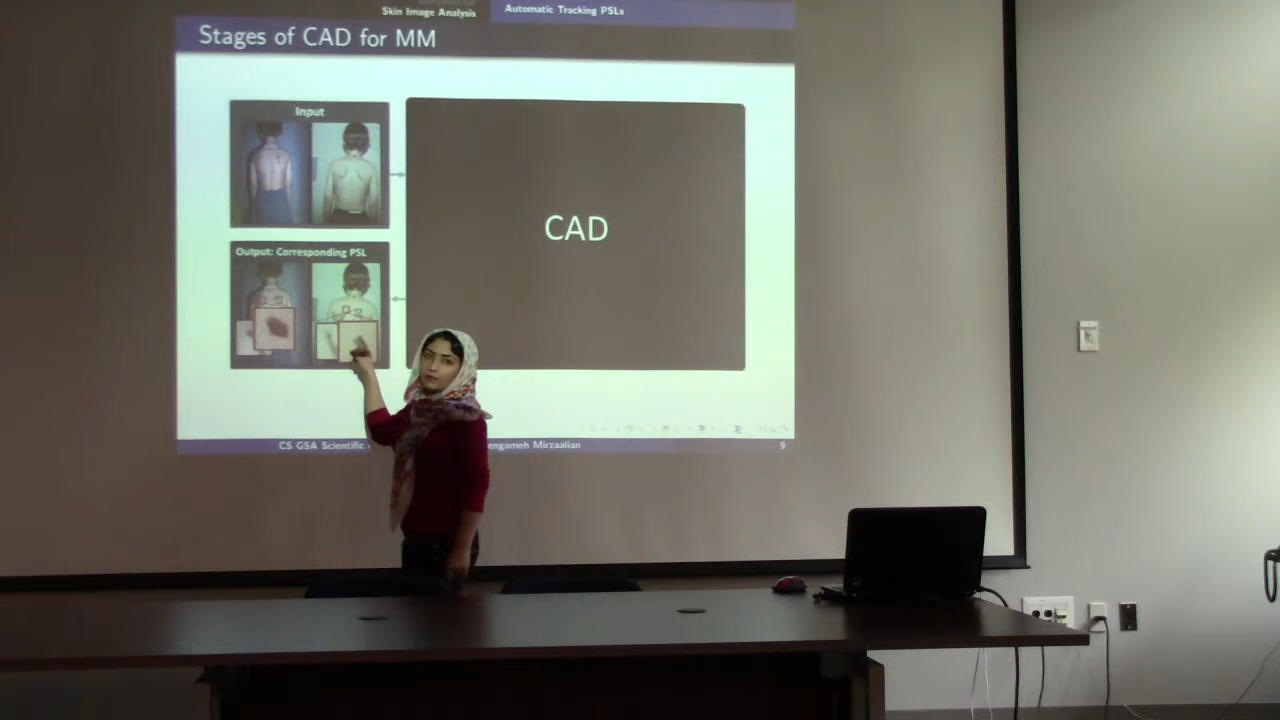 Skin Image Analysis
Automatic Tracking PSLs
Stages of CAD for MM
Input
CAD
Output: Corresponding PSL
CS GSA Scientific
engameh Mirzaalian
9